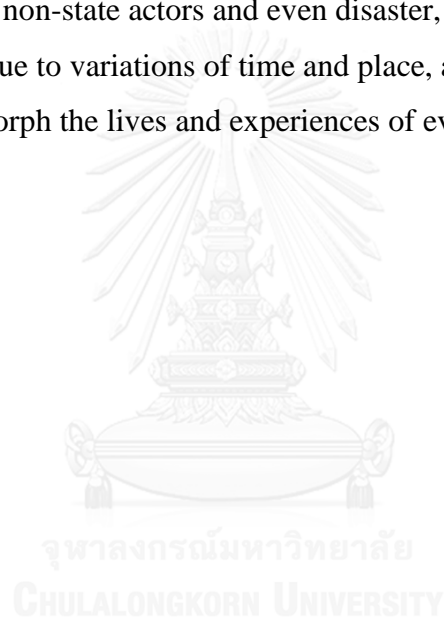 non-state actors and even disaster,
ue to variations of time and place, a
orph the lives and experiences of ev
จุฬาลงกรณ์มหาวิทยาลัย
CHULALONGKORN UNIVERSITY